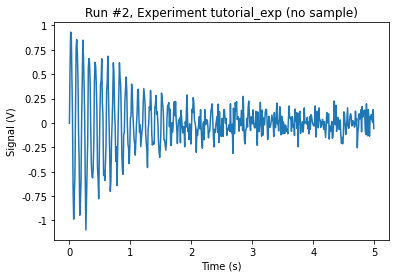 Run #2, Experiment tutorial_exp (no sample)
Signal (V)
1
0.75
0.5
0.25
0
-0.25
-0.5
-0.75
-1
0 1 2 3 4 5
Time (s)